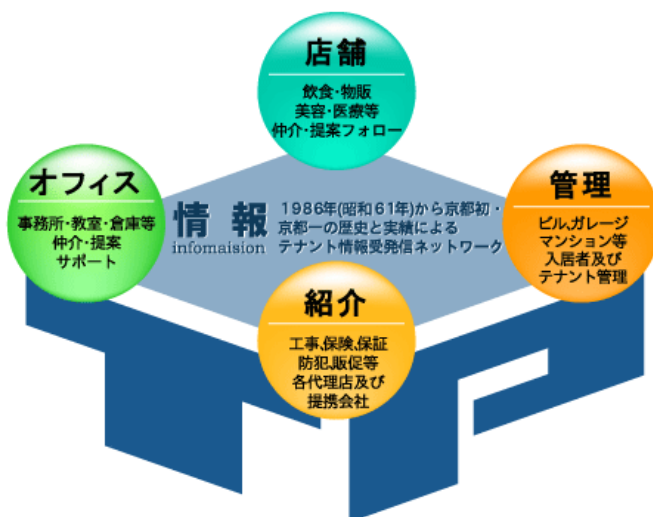 店舗
飲食・物販
美容・医療等
仲介・提案フォロー
オフィス
事務所・教室・倉庫等
仲介・提案
サポート
情報
infomaision
1986年(昭和61年)から京都初・
京都一の歴史と実績による
テナント情報受発信ネットワーク
管理
ビル,ガレージ
マンション等
入居者及び
テナント管理
紹介
工事,保険,保証
防犯,販促等
各代理店及び
提携会社